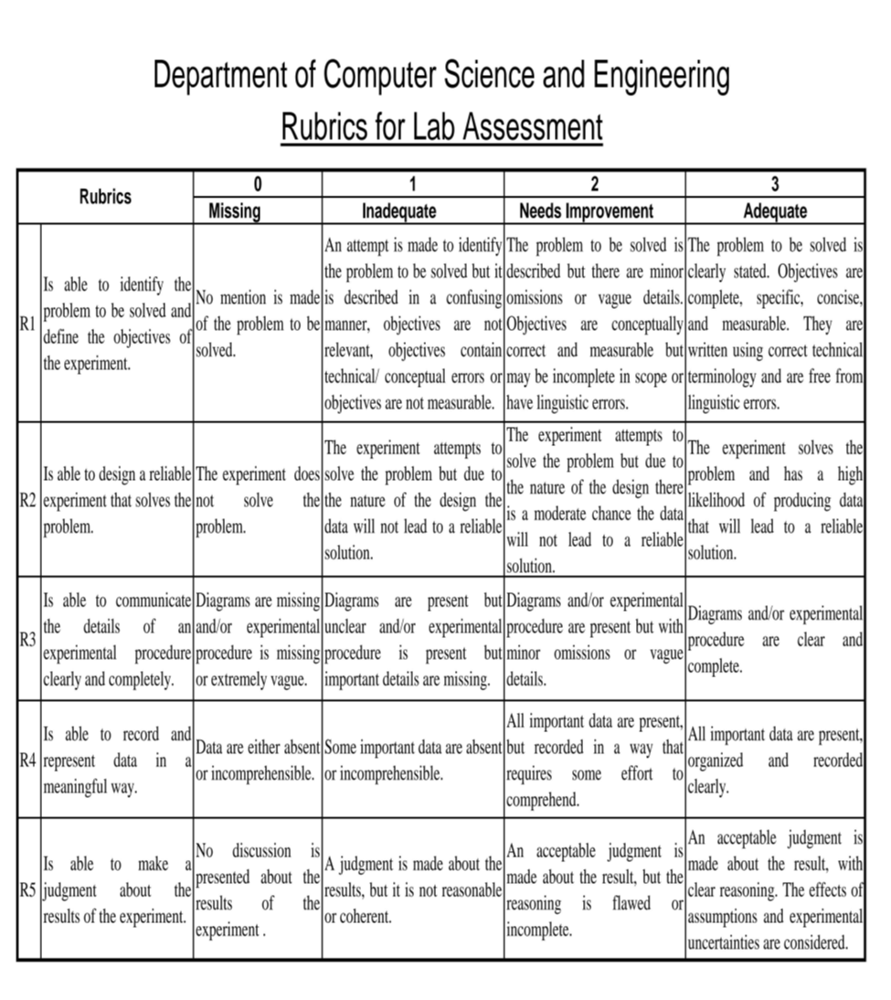 Department of Computer Science and Engineering
Rubrics for Lab Assessment
Rubrics
0
1
2
3
Missing
Inadequate
Needs Improvement
Adequate
R1
Is able to identify the
problem to be solved and
define the objectives of
the experiment.
No mention is made
of the problem to be
solved.
An attempt is made to identify
the problem to be solved but it
is described in a confusing
manner, objectives are not
relevant, objectives contain
technical/ conceptual errors or
objectives are not measurable.
The problem to be solved is
described but there are minor
omissions or vague details.
Objectives are conceptually
correct and measurable but
may be incomplete in scope or
have linguistic errors.
The problem to be solved is
clearly stated. Objectives are
complete, specific, concise,
and measurable. They are
written using correct technical
terminology and are free from
linguistic errors.
R2
Is able to design a reliable
experiment that solves the
problem.
The experiment does
not solve the
problem.
The experiment attempts to
solve the problem but due to
the nature of the design the
data will not lead to a reliable
solution.
The experiment attempts to
solve the problem but due to
the nature of the design there
is a moderate chance the data
will not lead to a reliable
solution.
The experiment solves the
problem and has a high
likelihood of producing data
that will lead to a reliable
solution.
R3
Is able to communicate
the details of an
experimental procedure
clearly and completely.
Diagrams are missing
and/or experimental
procedure is missing
or extremely vague.
Diagrams are present but
unclear and/or experimental
procedure is present but
important details are missing.
Diagrams and/or experimental
procedure are present but with
minor omissions or vague
details.
Diagrams and/or experimental
procedure are clear and
complete.
R4
Is able to record and
represent data in a
meaningful way.
Data are either absent
or incomprehensible.
Some important data are absent
or incomprehensible.
All important data are present,
but recorded in a way that
requires some effort to
comprehend.
All important data are present,
organized and recorded
clearly.
R5
Is able to make a
judgment about the
results of the experiment.
No discussion is
presented about the
results of the
experiment .
A judgment is made about the
results, but it is not reasonable
or coherent.
An acceptable judgment is
made about the result, but the
reasoning is flawed or
incomplete.
An acceptable judgment is
made about the result, with
clear reasoning. The effects of
assumptions and experimental
uncertainties are considered.